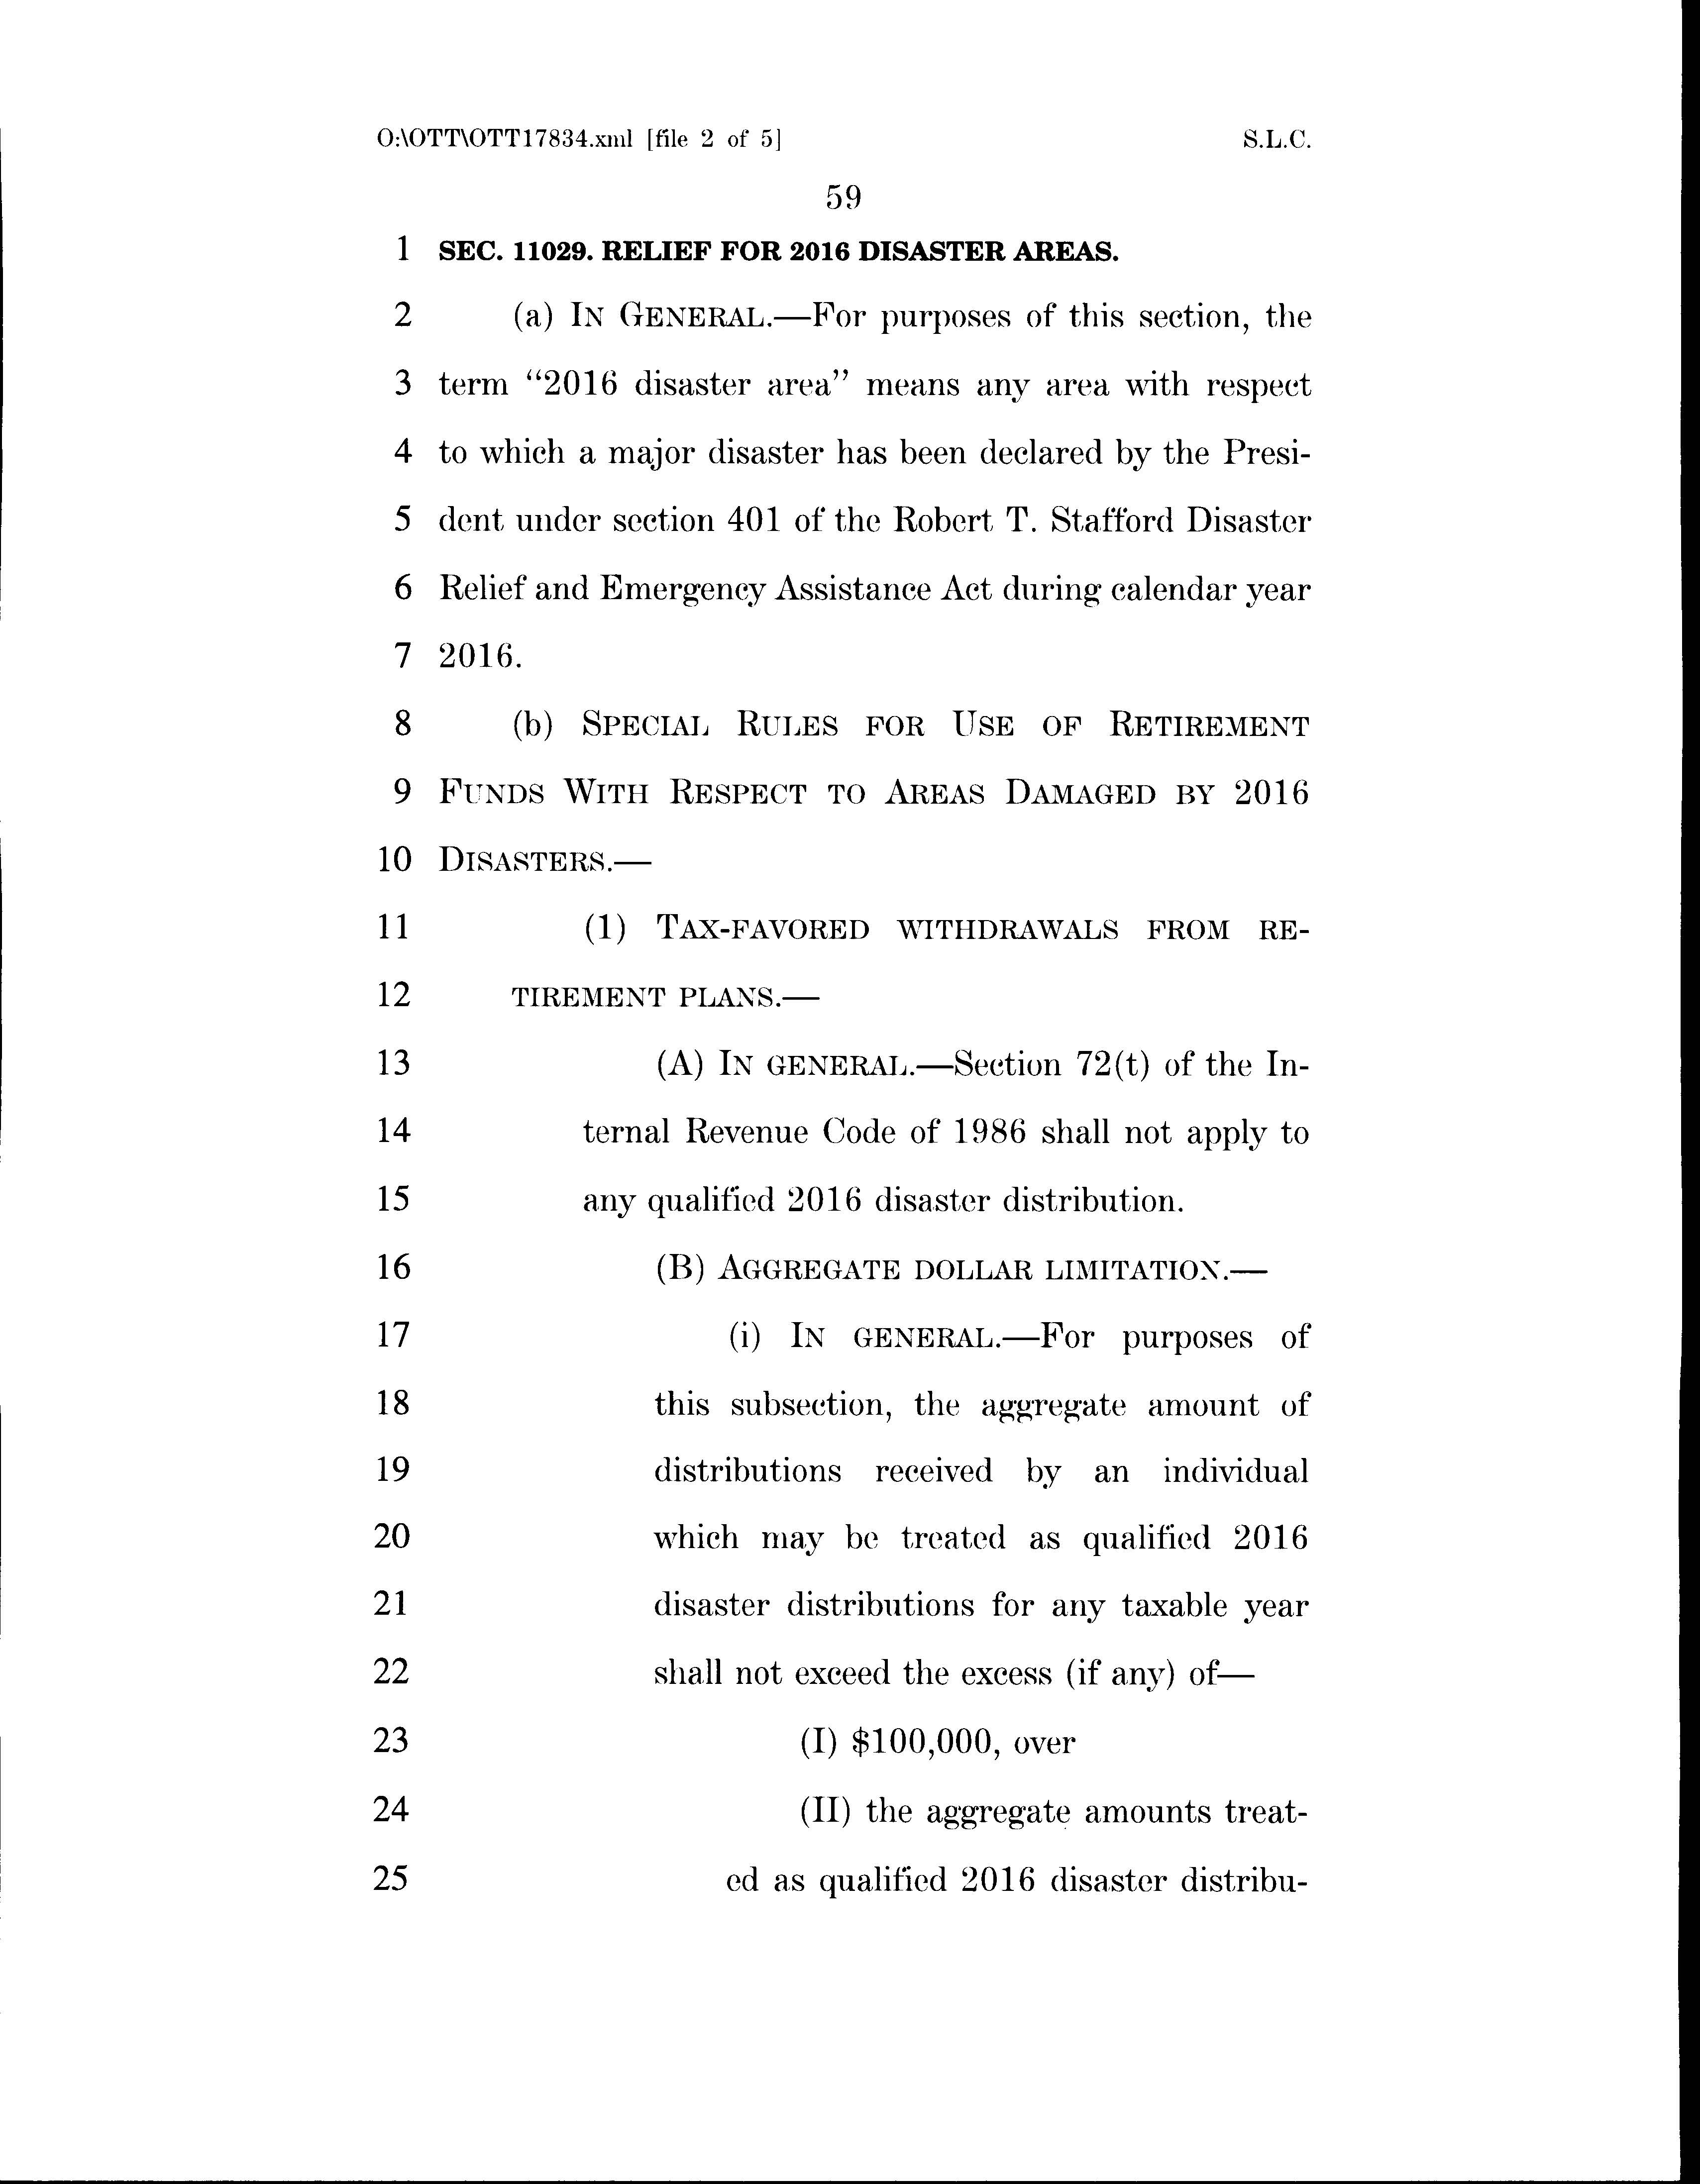 O:\OTT\OTT17834.xml [file 2 of 5] S.L.C.
59
1 SEC. 11029. RELIEF FOR 2016 DISASTER AREAS.
2 (a) IN GENERAL.—For purposes of this section, the
3 term “2016 disaster area” means any area with respect
4 to which a major disaster has been declared by the Presi-
5 dent under section 401 of the Robert T. Stafford Disaster
6 Relief and Emergency Assistance Act during calendar year
7 2016.
8 (b) SPECIAL RULES FOR USE OF RETIREMENT
9 FUNDS WITH RESPECT TO AREAS DAMAGED BY 2016
10 DISASTERS.—
11 (1) TAX-FAVORED WITHDRAWALS FROM RE-
12 TIREMENT PLANS.—
13 (A) IN GENERAL.—Section 72(t) of the In-
14 ternal Revenue Code of 1986 shall not apply to
15 any qualified 2016 disaster distribution.
16 (B) AGGREGATE DOLLAR LIMITATION.—
17 (i) IN GENERAL.—For purposes of
18 this subsection, the aggregate amount of
19 distributions received by an individual
20 which may be treated as qualified 2016
21 disaster distributions for any taxable year
22 shall not exceed the excess (if any) of—
23 (I) $100,000, over
24 (II) the aggregate amounts treat-
25 ed as qualified 2016 disaster distribu-